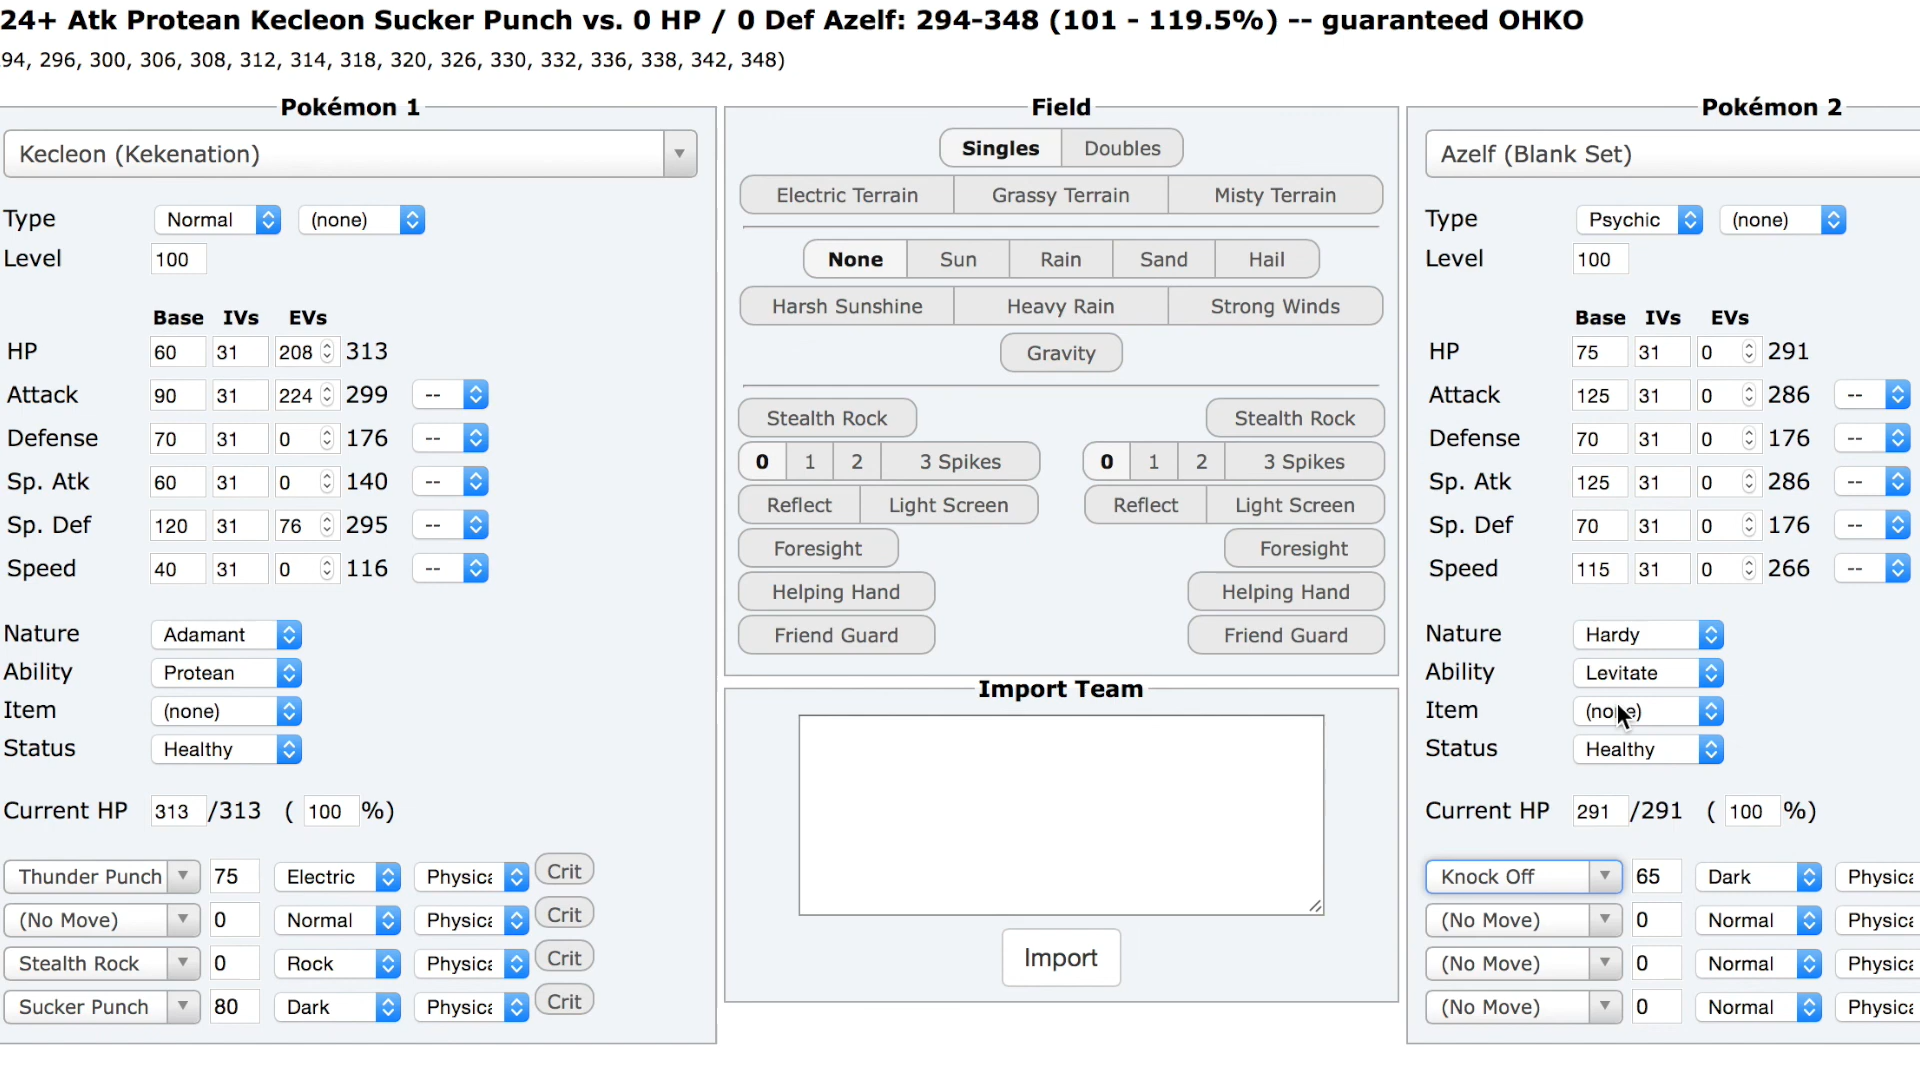 24+ Atk Protean Kecleon Sucker Punch vs. 0 HP / 0 Def Azelf: 294-348 (101 - 119.5%) -- guaranteed OHKO
94, 296, 300, 306, 308, 312, 314, 318, 320, 326, 330, 332, 336, 338, 342, 348)
Pokémon 1
Kecleon (Kekenation)
Type Normal (none)
Level 100
Base IVs EVs
HP 60 31 208 313
Attack 90 31 224 299 --
Defense 70 31 0 176 --
Sp. Atk 60 31 0 140 --
Sp. Def 120 31 76 295 --
Speed 40 31 0 116 --
Nature Adamant
Ability Protean
Item (none)
Status Healthy
Current HP 313 /313 ( 100 %)
Thunder Punch 75 Electric Physica Crit
(No Move) 0 Normal Physica Crit
Stealth Rock 0 Rock Physica Crit
Sucker Punch 80 Dark Physica Crit
Field
Singles Doubles
Electric Terrain Grassy Terrain Misty Terrain
None Sun Rain Sand Hail
Harsh Sunshine Heavy Rain Strong Winds
Gravity
Stealth Rock Stealth Rock
0 1 2 3 Spikes 0 1 2 3 Spikes
Reflect Light Screen Reflect Light Screen
Foresight Foresight
Helping Hand Helping Hand
Friend Guard Friend Guard
Import Team
Import
Pokémon 2
Azelf (Blank Set)
Type Psychic (none)
Level 100
Base IVs EVs
HP 75 31 0 291
Attack 125 31 0 286 --
Defense 70 31 0 176 --
Sp. Atk 125 31 0 286 --
Sp. Def 70 31 0 176 --
Speed 115 31 0 266 --
Nature Hardy
Ability Levitate
Item (none)
Status Healthy
Current HP 291 /291 ( 100 %)
Knock Off 65 Dark Physica
(No Move) 0 Normal Physica
(No Move) 0 Normal Physica
(No Move) 0 Normal Physica